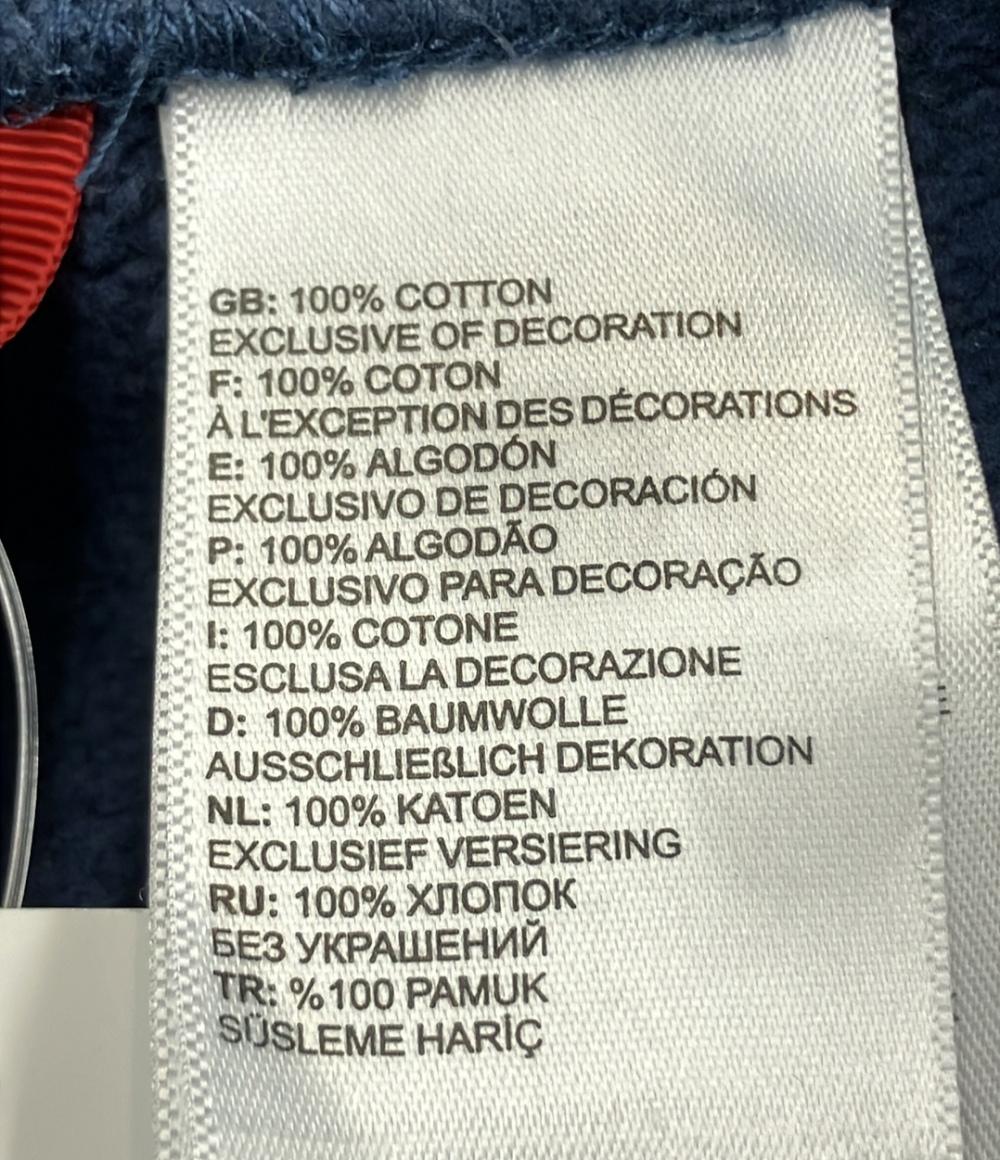 GB: 100% COTTON
EXCLUSIVE OF DECORATION
F: 100% COTON
À L'EXCEPTION DES DÉCORATIONS
E: 100% ALGODÓN
EXCLUSIVO DE DECORACIÓN
P: 100% ALGODÃO
EXCLUSIVO PARA DECORAÇÃO
I: 100% COTONE
ESCLUSA LA DECORAZIONE
D: 100% BAUMWOLLE
AUSSCHLIEßLICH DEKORATION
NL: 100% KATOEN
EXCLUSIEF VERSIERING
RU: 100% ХЛОПОК
БЕЗ УКРАШЕНИЙ
TR: %100 PAMUK
SÜSLEME HARİÇ